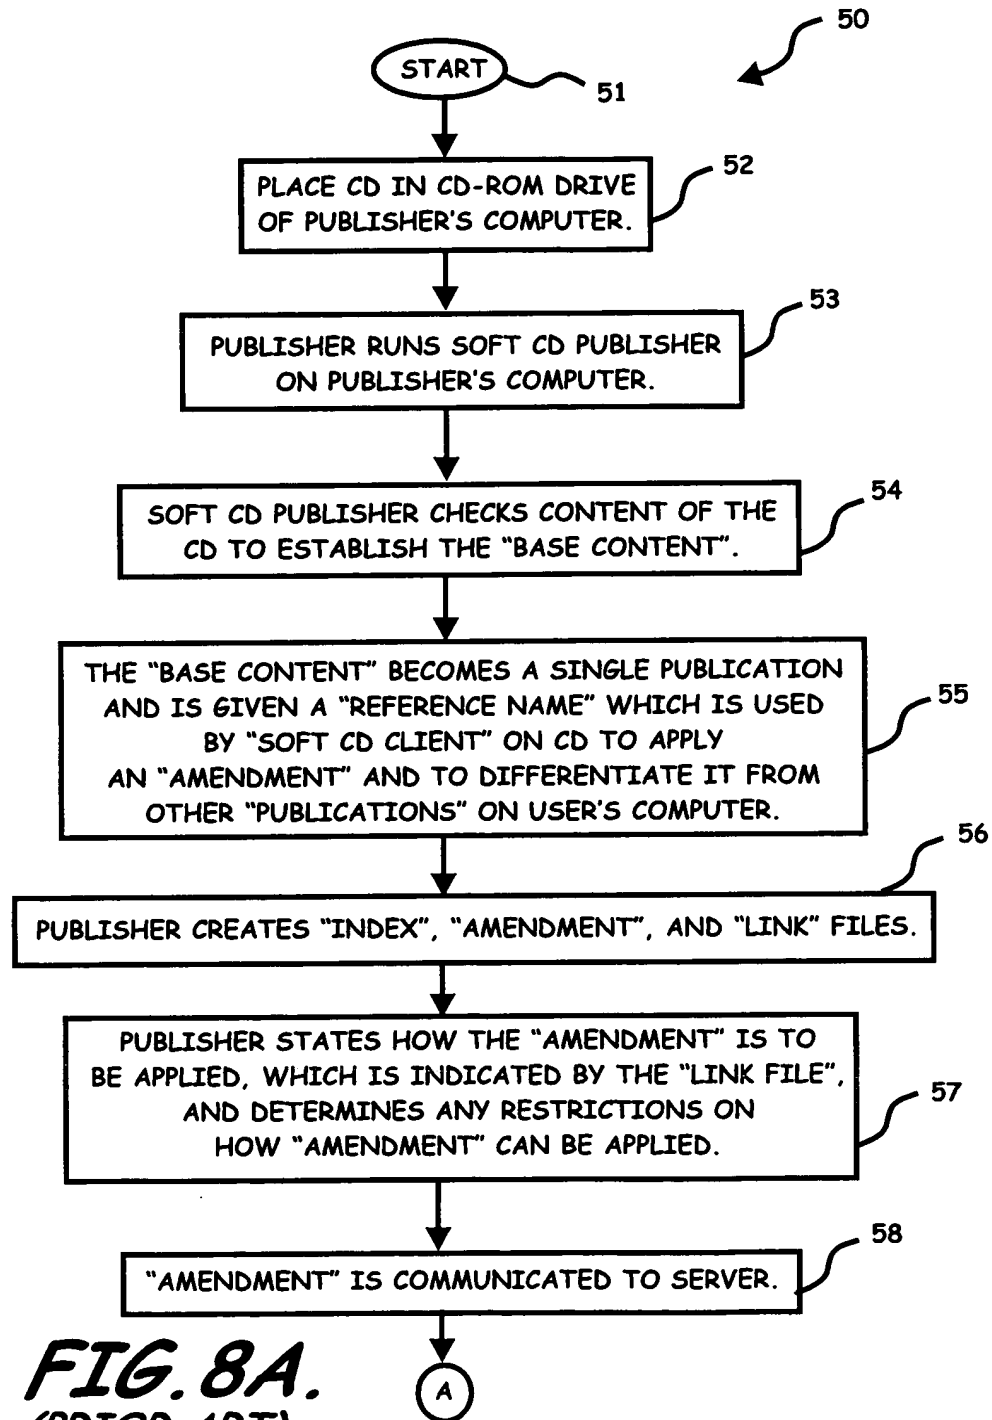 50
START
51
PLACE CD IN CD-ROM DRIVE
OF PUBLISHER'S COMPUTER.
52
PUBLISHER RUNS SOFT CD PUBLISHER
ON PUBLISHER'S COMPUTER.
53
SOFT CD PUBLISHER CHECKS CONTENT OF THE
CD TO ESTABLISH THE "BASE CONTENT".
54
THE "BASE CONTENT" BECOMES A SINGLE PUBLICATION
AND IS GIVEN A "REFERENCE NAME" WHICH IS USED
BY "SOFT CD CLIENT" ON CD TO APPLY
AN "AMENDMENT" AND TO DIFFERENTIATE IT FROM
OTHER "PUBLICATIONS" ON USER'S COMPUTER.
55
56
PUBLISHER CREATES "INDEX", "AMENDMENT", AND "LINK" FILES.
PUBLISHER STATES HOW THE "AMENDMENT" IS TO
BE APPLIED, WHICH IS INDICATED BY THE "LINK FILE",
AND DETERMINES ANY RESTRICTIONS ON
HOW "AMENDMENT" CAN BE APPLIED.
57
58
"AMENDMENT" IS COMMUNICATED TO SERVER.
FIG. 8A.
(PRIOR ART)
A